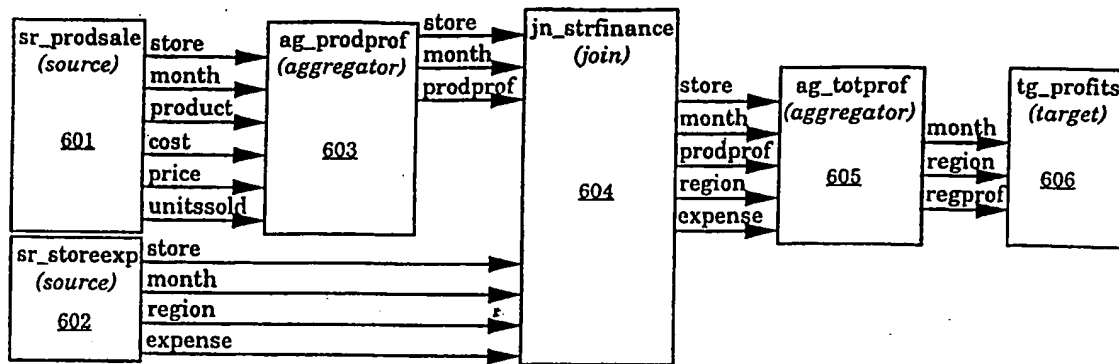 sr_prodsale
(source)
601
store
month
product
cost
price
unitssold
ag_prodprof
(aggregator)
603
store
month
prodprof
jn_strfinance
(join)
604
store
month
prodprof
region
expense
ag_totprof
(aggregator)
605
month
region
regprof
tg_profits
(target)
606
sr_storeexp
(source)
602
store
month
region
expense